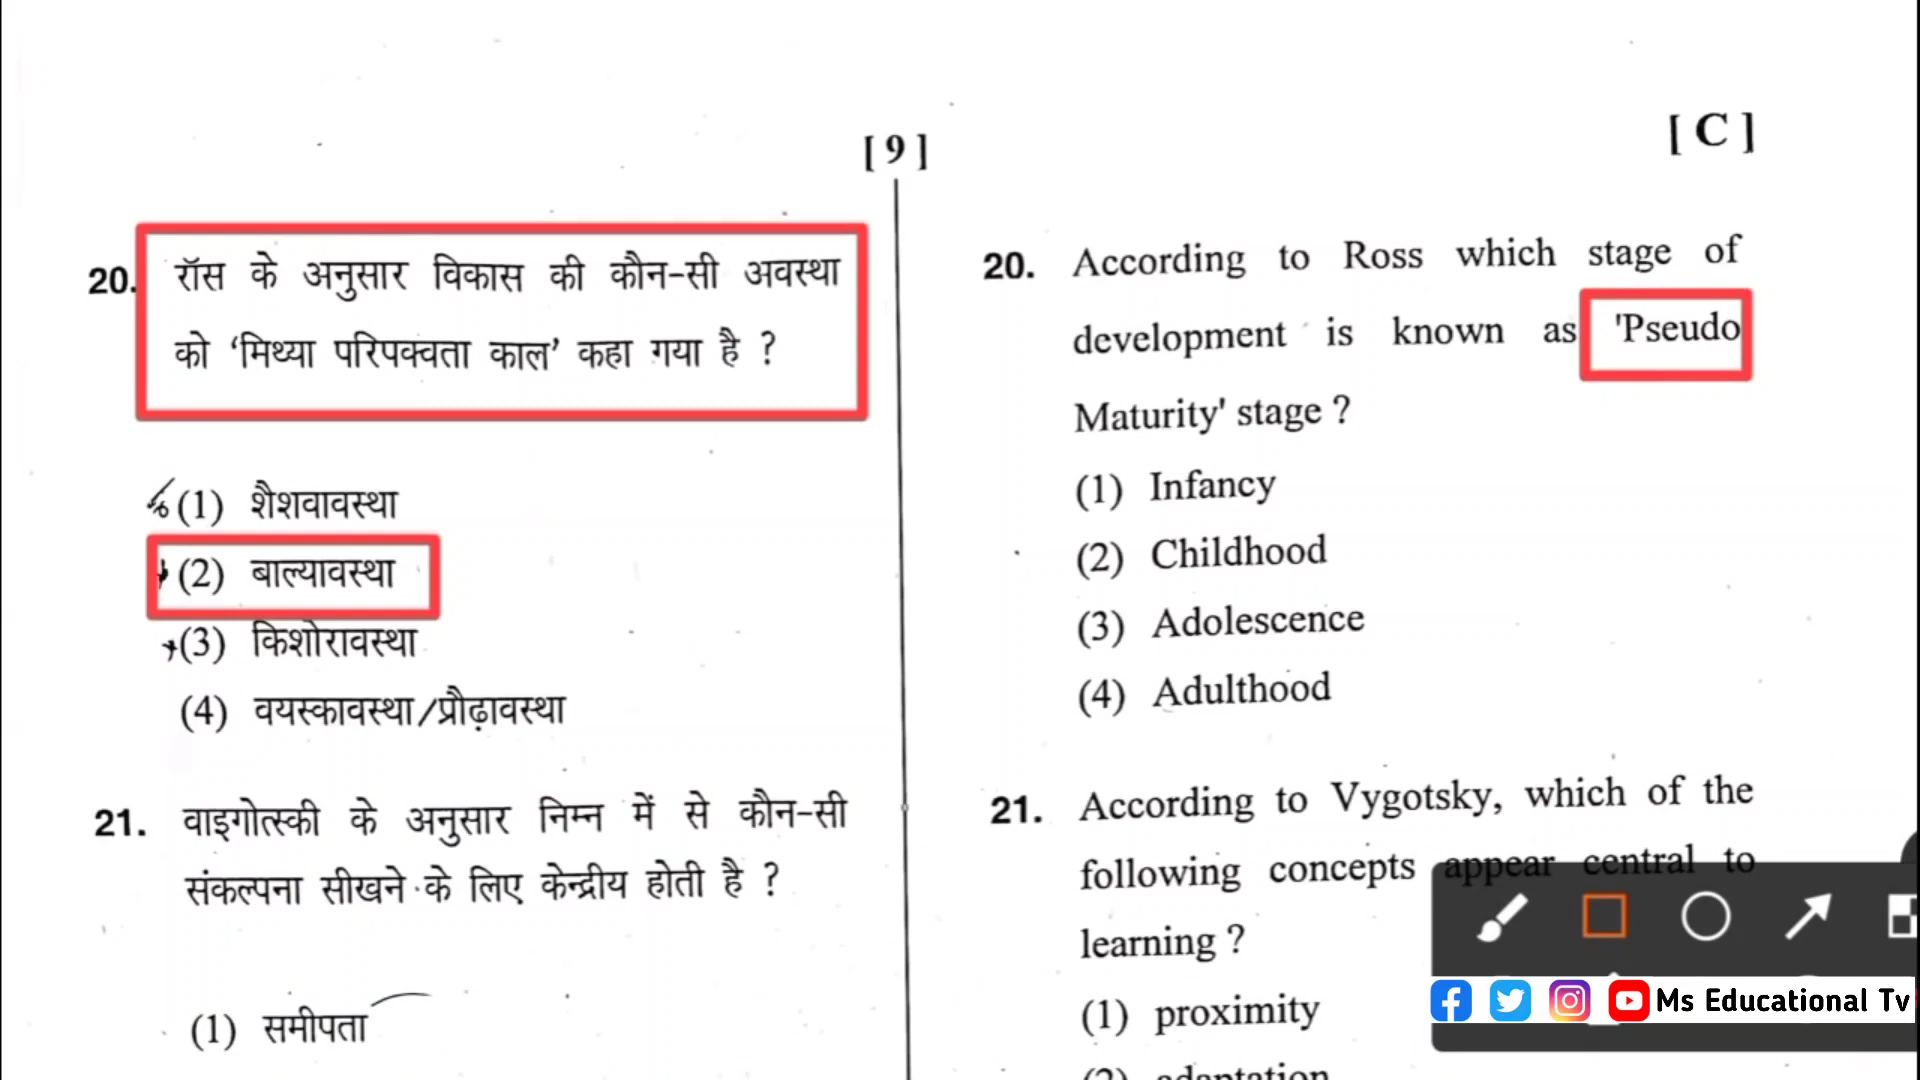 [ 9 ]
[ C ]
20. रॉस के अनुसार विकास की कौन-सी अवस्था
को ‘मिथ्या परिपक्वता काल’ कहा गया है ?
(1) शैशवावस्था
(2) बाल्यावस्था
(3) किशोरावस्था
(4) वयस्कावस्था/प्रौढ़ावस्था
21. वाइगोत्स्की के अनुसार निम्न में से कौन-सी
संकल्पना सीखने के लिए केन्द्रीय होती है ?
(1) समीपता
20. According to Ross which stage of
development is known as 'Pseudo
Maturity' stage ?
(1) Infancy
(2) Childhood
(3) Adolescence
(4) Adulthood
21. According to Vygotsky, which of the
following concepts appear central to
learning ?
(1) proximity
(2) adaptation
Ms Educational Tv